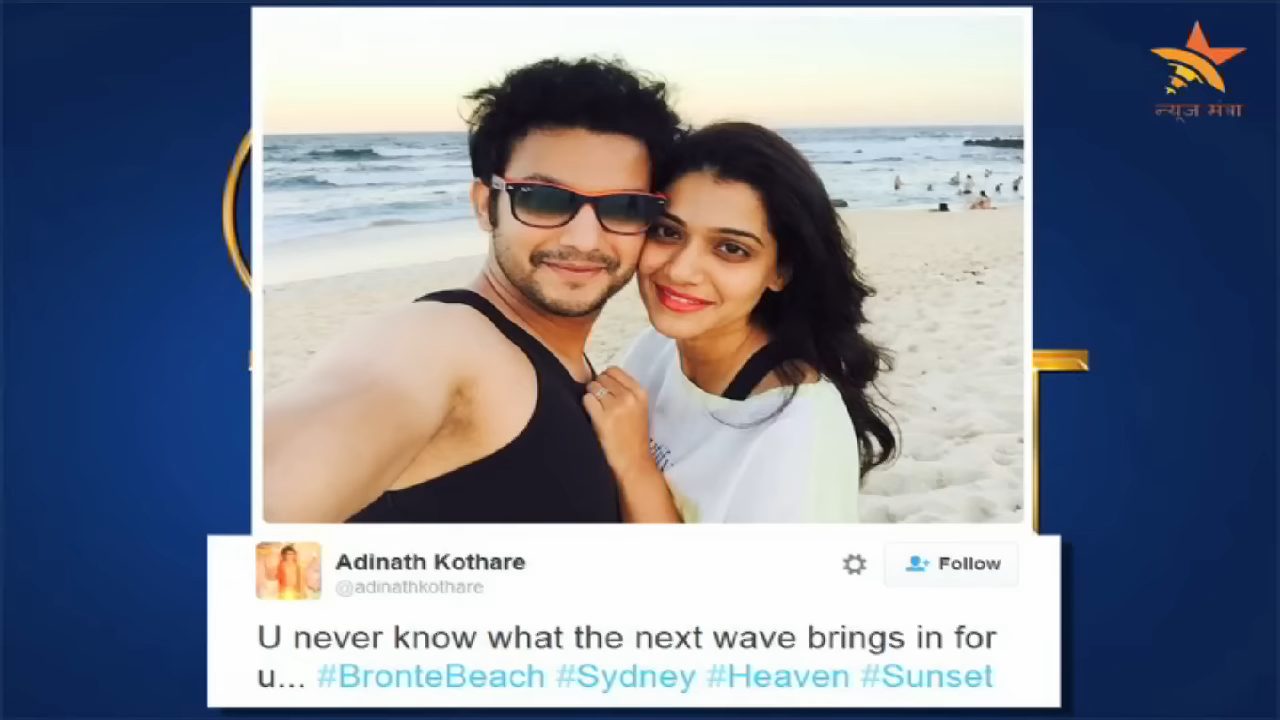 न्यूज मंत्रा
Adinath Kothare
@adinathkothare
Follow
U never know what the next wave brings in for
u... #BronteBeach #Sydney #Heaven #Sunset